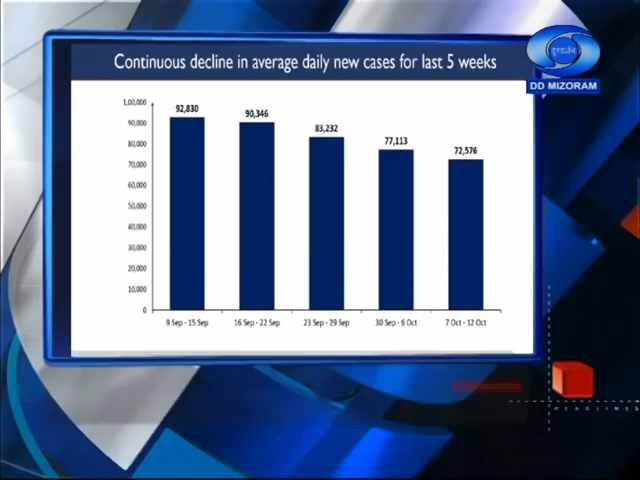 Continuous decline in average daily new cases for last 5 weeks
दूरदर्शन
DD MIZORAM
1,00,000
90,000
80,000
70,000
60,000
50,000
40,000
30,000
20,000
10,000
0
92,830
90,346
83,232
77,113
72,576
9 Sep - 15 Sep
16 Sep - 22 Sep
23 Sep - 29 Sep
30 Sep - 6 Oct
7 Oct - 12 Oct
HEADLINES